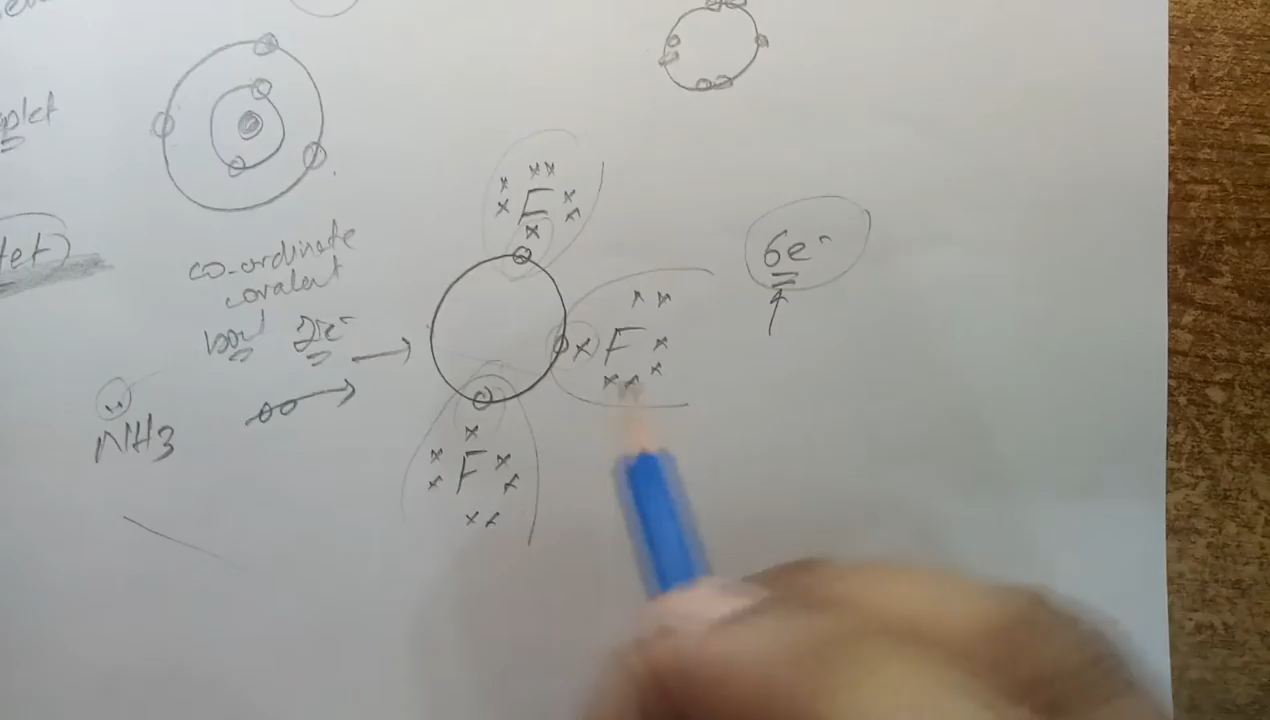 co-ordinate
covalent
bond 2e⁻
NH3
F
F
F
6e⁻